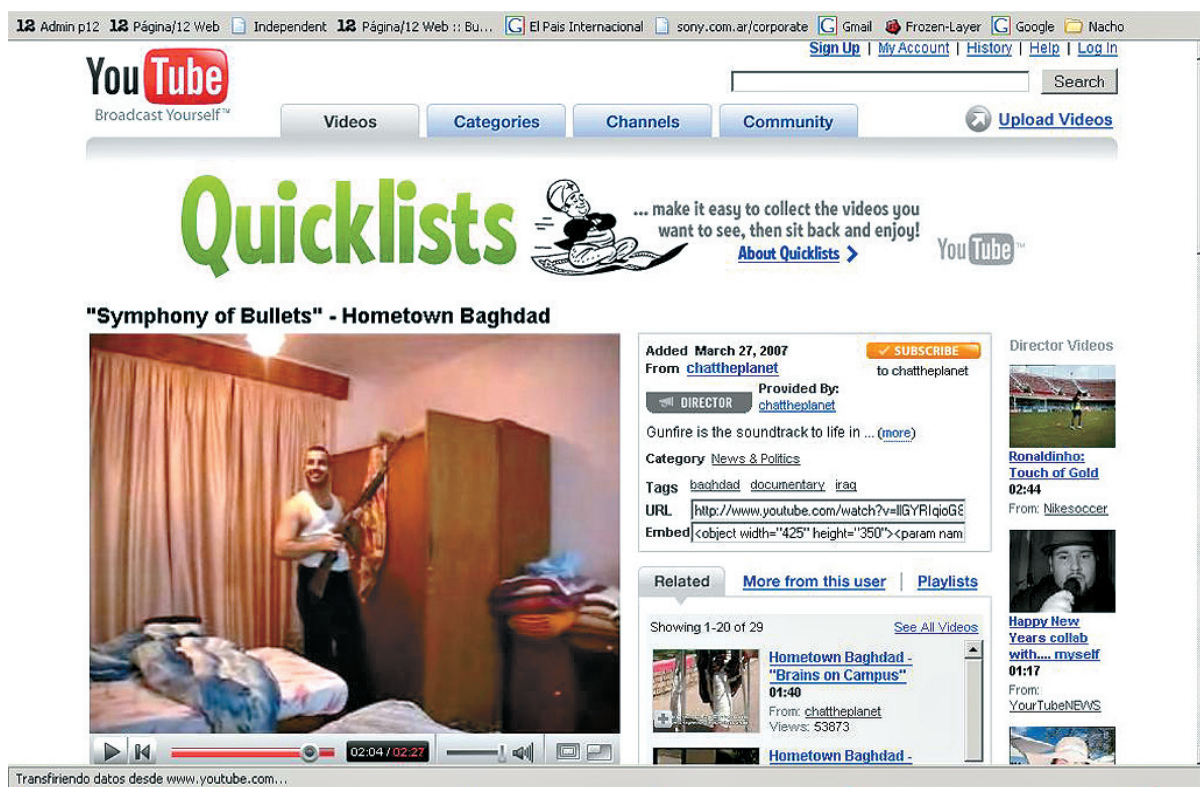 12 Admin p12 12 Página/12 Web Independent 12 Página/12 Web :: Bu... G El Pais Internacional sony.com.ar/corporate G Gmail Frozen-Layer G Google Nacho
Sign Up | My Account | History | Help | Log In
YouTube
Broadcast Yourself™
Search
Videos Categories Channels Community Upload Videos
Quicklists
... make it easy to collect the videos you
want to see, then sit back and enjoy!
About Quicklists
YouTube™
"Symphony of Bullets" - Hometown Baghdad
02:04 / 02:27
Added March 27, 2007
From chattheplanet
SUBSCRIBE
to chattheplanet
DIRECTOR
Provided By:
chattheplanet
Gunfire is the soundtrack to life in ... (more)
Category News & Politics
Tags baghdad documentary iraq
URL http://www.youtube.com/watch?v=
Embed <object width="425" height="350"><param nam
Related More from this user | Playlists
Showing 1-20 of 29 See All Videos
Hometown Baghdad -
"Brains on Campus"
01:40
From: chattheplanet
Views: 53873
Hometown Baghdad -
Director Videos
Ronaldinho:
Touch of Gold
02:44
From: Nikesoccer
Happy New
Years collab
with.... myself
01:17
From:
YourTubeNEWS
Transfiriendo datos desde www.youtube.com...